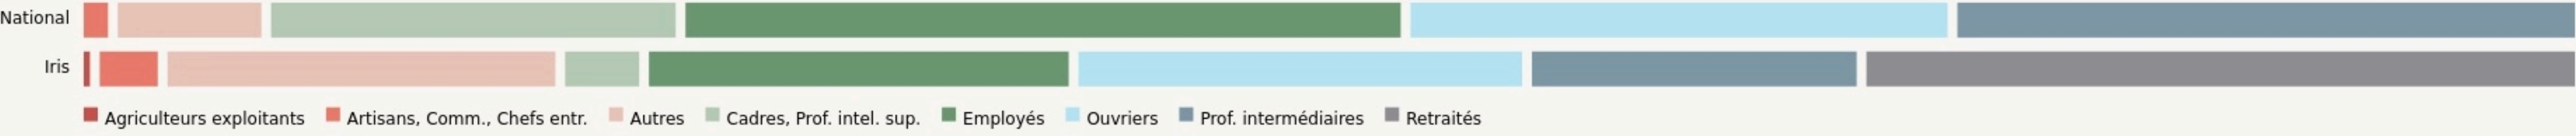 National
Iris
Agriculteurs exploitants Artisans, Comm., Chefs entr. Autres Cadres, Prof. intel. sup. Employés Ouvriers Prof. intermédiaires Retraités